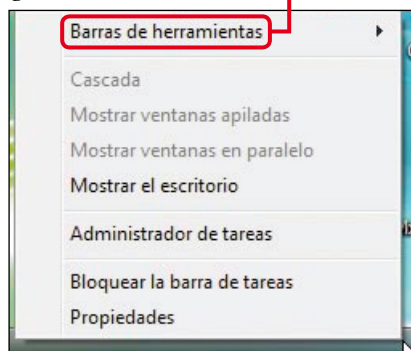 Barras de herramientas
Cascada
Mostrar ventanas apiladas
Mostrar ventanas en paralelo
Mostrar el escritorio
Administrador de tareas
Bloquear la barra de tareas
Propiedades